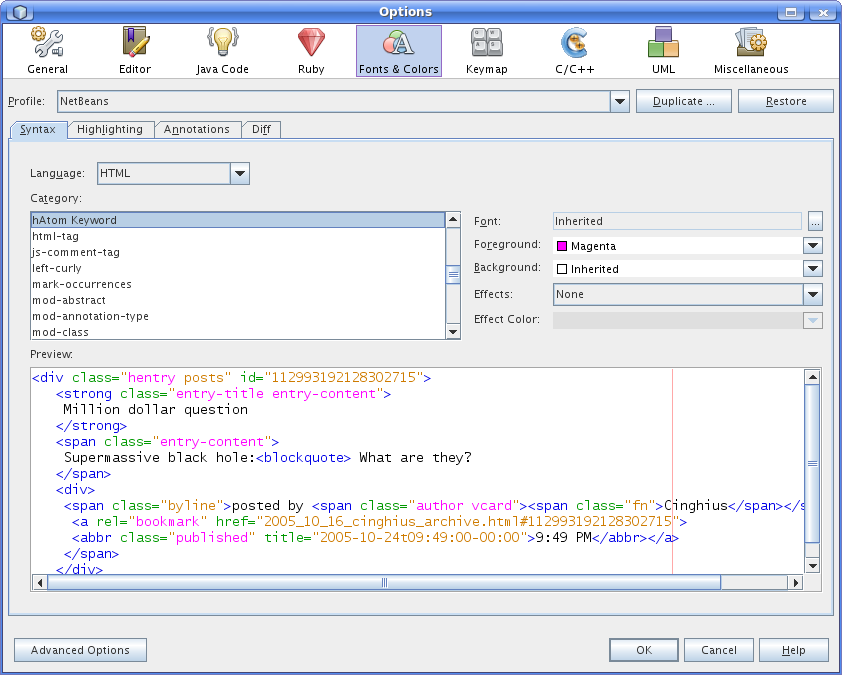 Options
General Editor Java Code Ruby Fonts & Colors Keymap C/C++ UML Miscellaneous
Profile: NetBeans Duplicate ... Restore
Syntax Highlighting Annotations Diff
Language: HTML
Category:
hAtom Keyword
html-tag
js-comment-tag
left-curly
mark-occurrences
mod-abstract
mod-annotation-type
mod-class
Font: Inherited ...
Foreground: Magenta
Background: Inherited
Effects: None
Effect Color:
Preview:
<div class="hentry posts" id="112993192128302715">
<strong class="entry-title entry-content">
Million dollar question
</strong>
<span class="entry-content">
Supermassive black hole:<blockquote> What are they?
</span>
<div>
<span class="byline">posted by <span class="author vcard"><span class="fn">Cinghius</span></s
<a rel="bookmark" href="2005_10_16_cinghius_archive.html#112993192128302715">
<abbr class="published" title="2005-10-24t09:49:00-00:00">9:49 PM</abbr></a>
</span>
</div>
Advanced Options OK Cancel Help